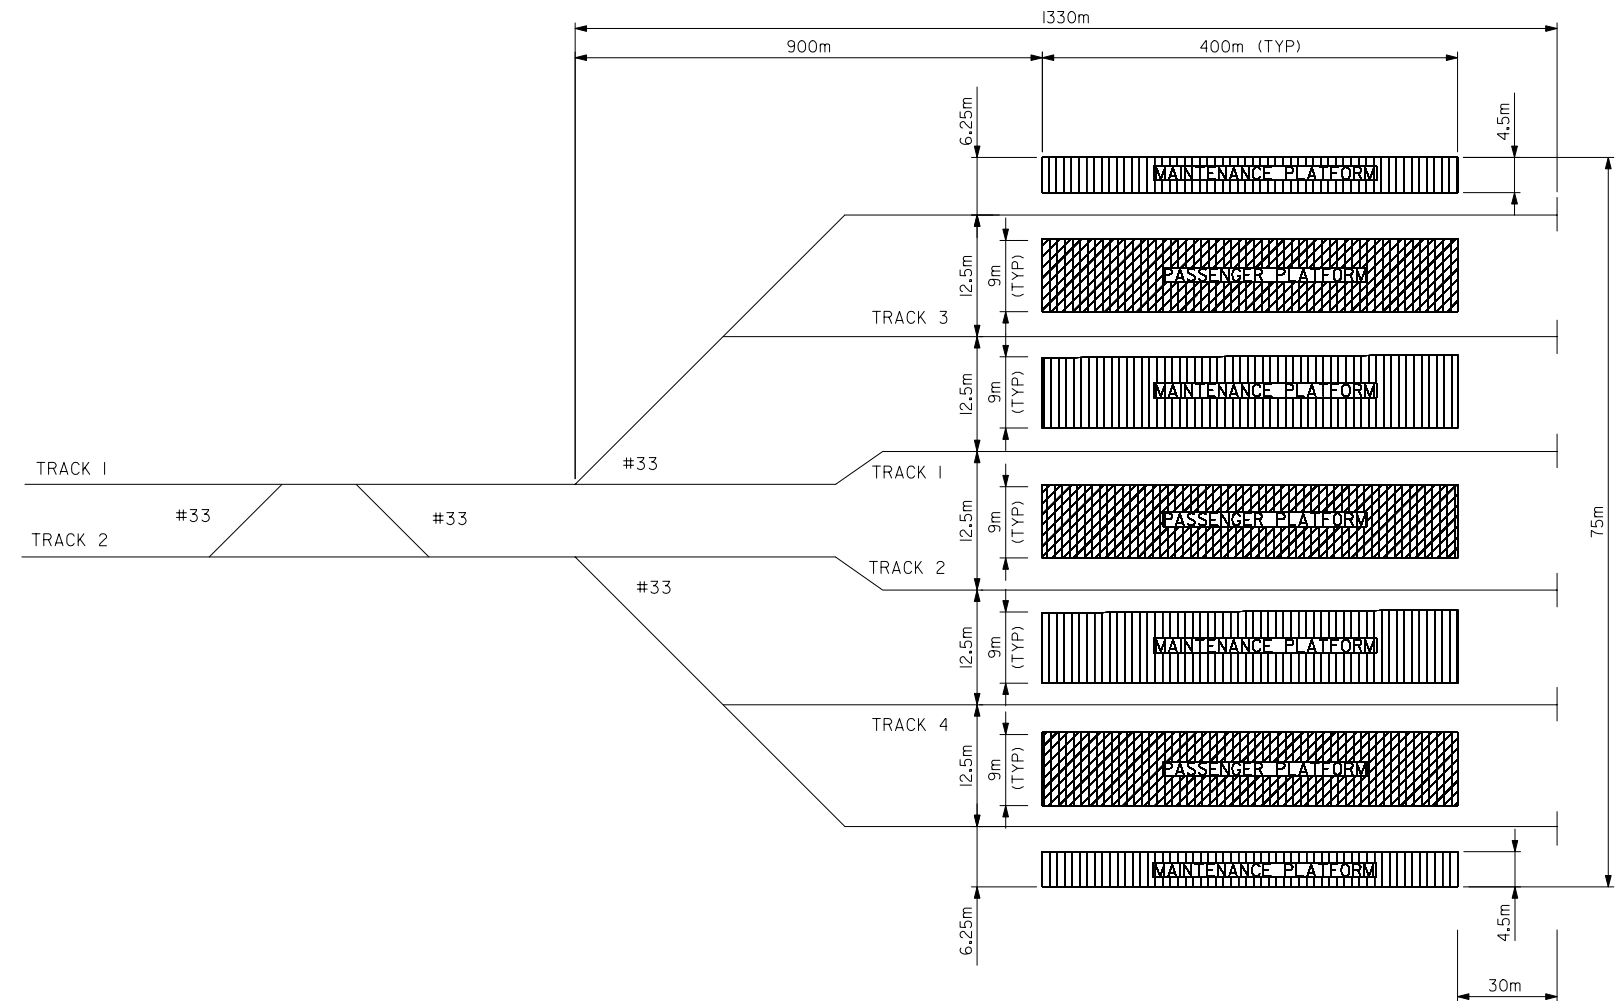 1330m
900m
400m (TYP)
6.25m
4.5m
MAINTENANCE PLATFORM
12.5m
9m
(TYP)
PASSENGER PLATFORM
TRACK 3
12.5m
9m
(TYP)
MAINTENANCE PLATFORM
#33
TRACK 1
TRACK 1
#33
#33
12.5m
9m
(TYP)
PASSENGER PLATFORM
75m
TRACK 2
TRACK 2
#33
12.5m
9m
(TYP)
MAINTENANCE PLATFORM
TRACK 4
12.5m
9m
(TYP)
PASSENGER PLATFORM
MAINTENANCE PLATFORM
6.25m
4.5m
30m